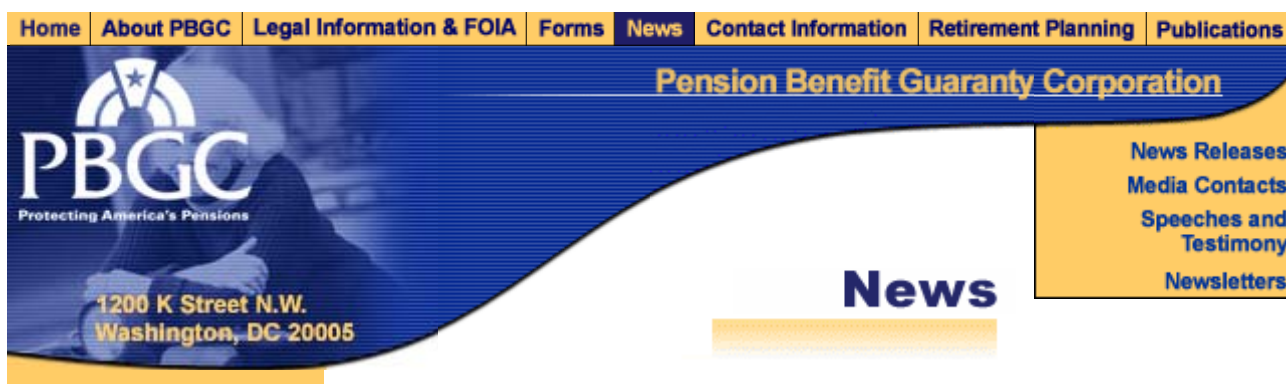 Home About PBGC Legal Information & FOIA Forms News Contact Information Retirement Planning Publications
Pension Benefit Guaranty Corporation
PBGC
Protecting America's Pensions
1200 K Street N.W.
Washington, DC 20005
News Releases
Media Contacts
Speeches and
Testimony
Newsletters
News